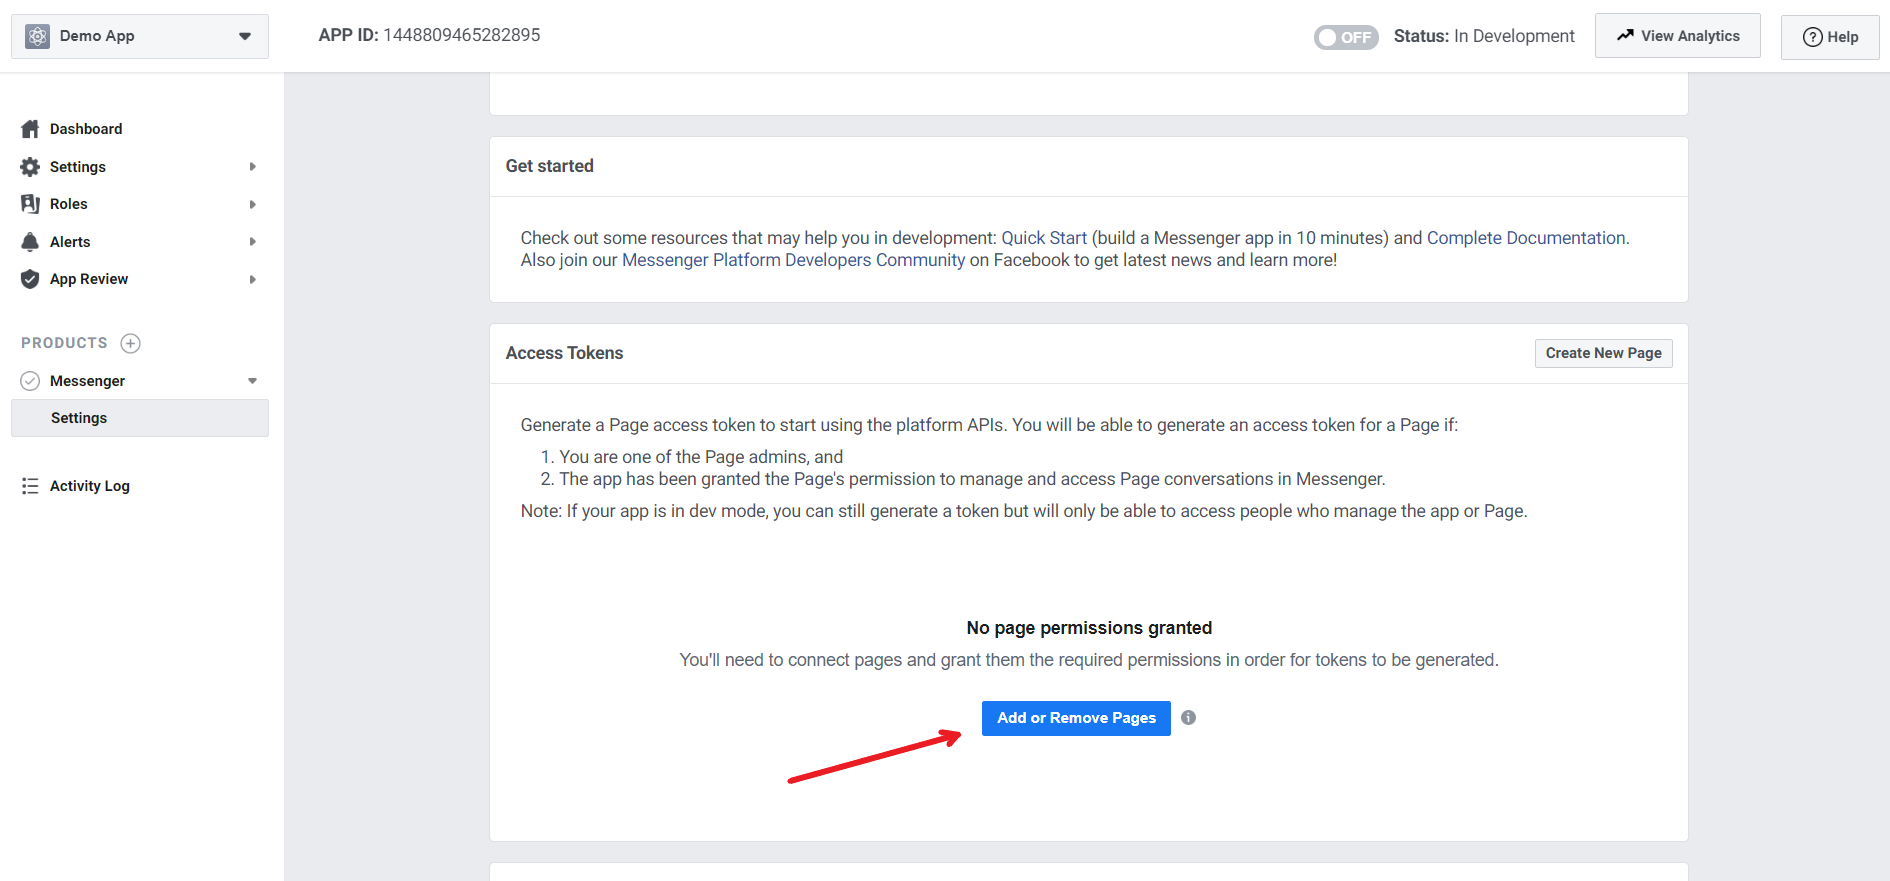 Demo App
APP ID: 1448809465282895
OFF
Status: In Development
View Analytics
Help
Dashboard
Settings
Roles
Alerts
App Review
PRODUCTS
Messenger
Settings
Activity Log
Get started
Check out some resources that may help you in development: Quick Start (build a Messenger app in 10 minutes) and Complete Documentation.
Also join our Messenger Platform Developers Community on Facebook to get latest news and learn more!
Access Tokens
Create New Page
Generate a Page access token to start using the platform APIs. You will be able to generate an access token for a Page if:
1. You are one of the Page admins, and
2. The app has been granted the Page's permission to manage and access Page conversations in Messenger.
Note: If your app is in dev mode, you can still generate a token but will only be able to access people who manage the app or Page.
No page permissions granted
You'll need to connect pages and grant them the required permissions in order for tokens to be generated.
Add or Remove Pages